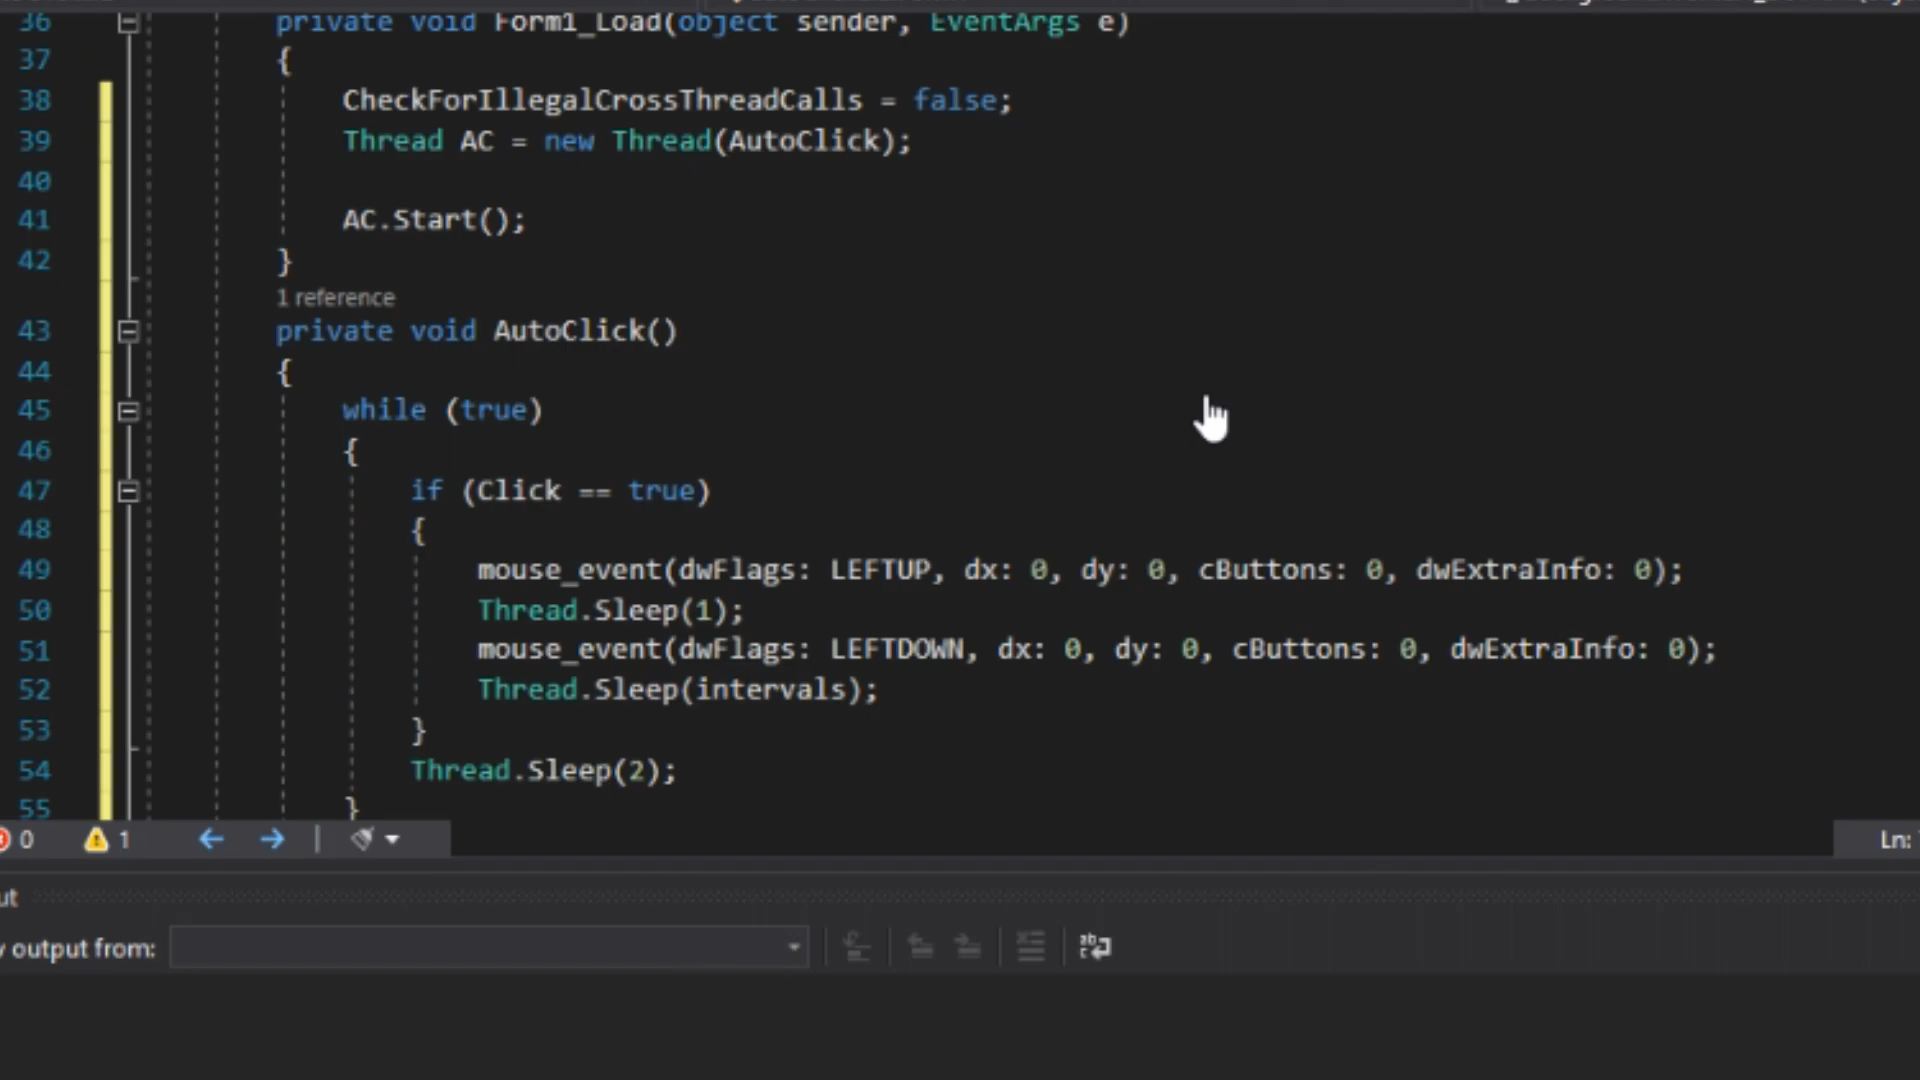 36 private void Form1_Load(object sender, EventArgs e)
37 {
38 CheckForIllegalCrossThreadCalls = false;
39 Thread AC = new Thread(AutoClick);
40
41 AC.Start();
42 }
1 reference
43 private void AutoClick()
44 {
45 while (true)
46 {
47 if (Click == true)
48 {
49 mouse_event(dwFlags: LEFTUP, dx: 0, dy: 0, cButtons: 0, dwExtraInfo: 0);
50 Thread.Sleep(1);
51 mouse_event(dwFlags: LEFTDOWN, dx: 0, dy: 0, cButtons: 0, dwExtraInfo: 0);
52 Thread.Sleep(intervals);
53 }
54 Thread.Sleep(2);
55 }
0 1 Ln:
ut
output from: